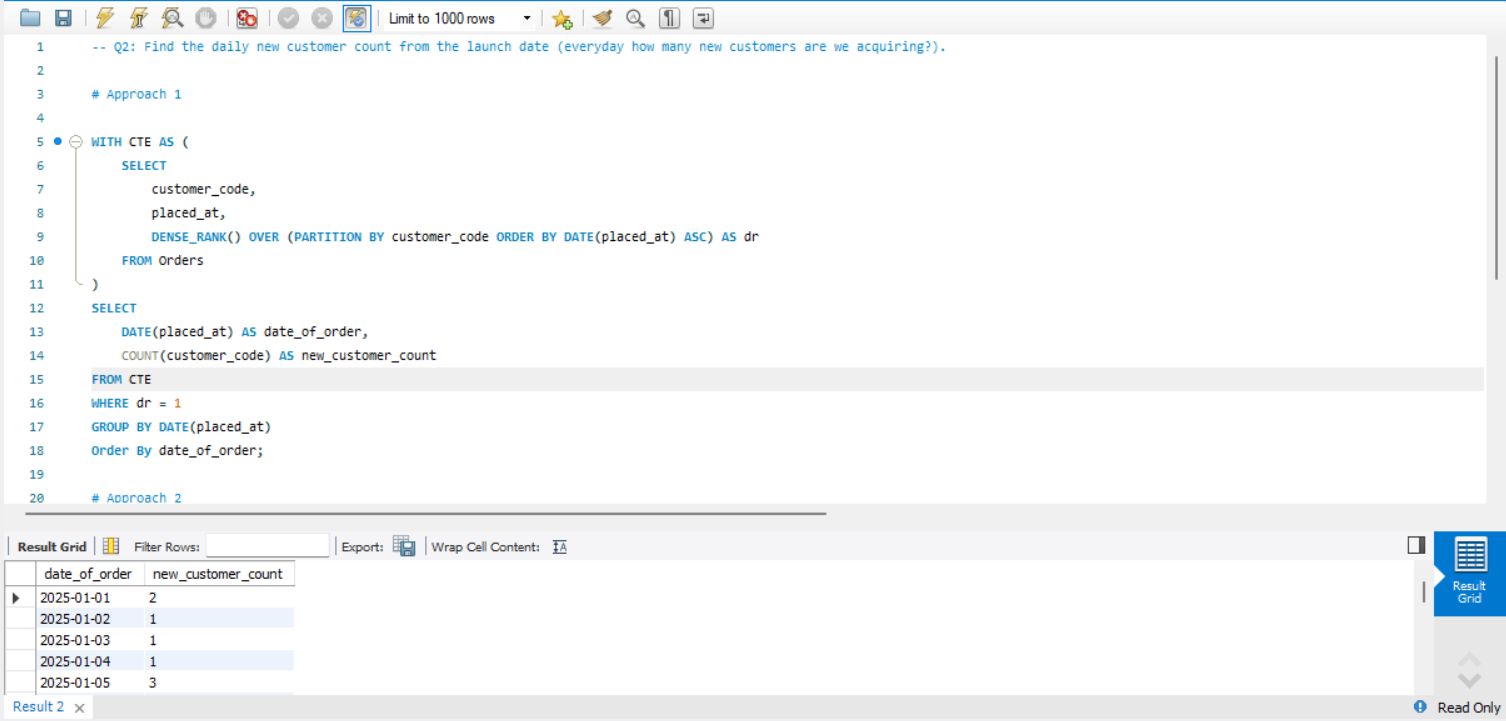 Limit to 1000 rows
1 -- Q2: Find the daily new customer count from the launch date (everyday how many new customers are we acquiring?).
2
3 # Approach 1
4
5 WITH CTE AS (
6 SELECT
7 customer_code,
8 placed_at,
9 DENSE_RANK() OVER (PARTITION BY customer_code ORDER BY DATE(placed_at) ASC) AS dr
10 FROM Orders
11 )
12 SELECT
13 DATE(placed_at) AS date_of_order,
14 COUNT(customer_code) AS new_customer_count
15 FROM CTE
16 WHERE dr = 1
17 GROUP BY DATE(placed_at)
18 Order By date_of_order;
19
20 # Approach 2
Result Grid Filter Rows: Export: Wrap Cell Content: IA
date_of_order new_customer_count
2025-01-01 2
2025-01-02 1
2025-01-03 1
2025-01-04 1
2025-01-05 3
Result
Grid
Result 2 Read Only